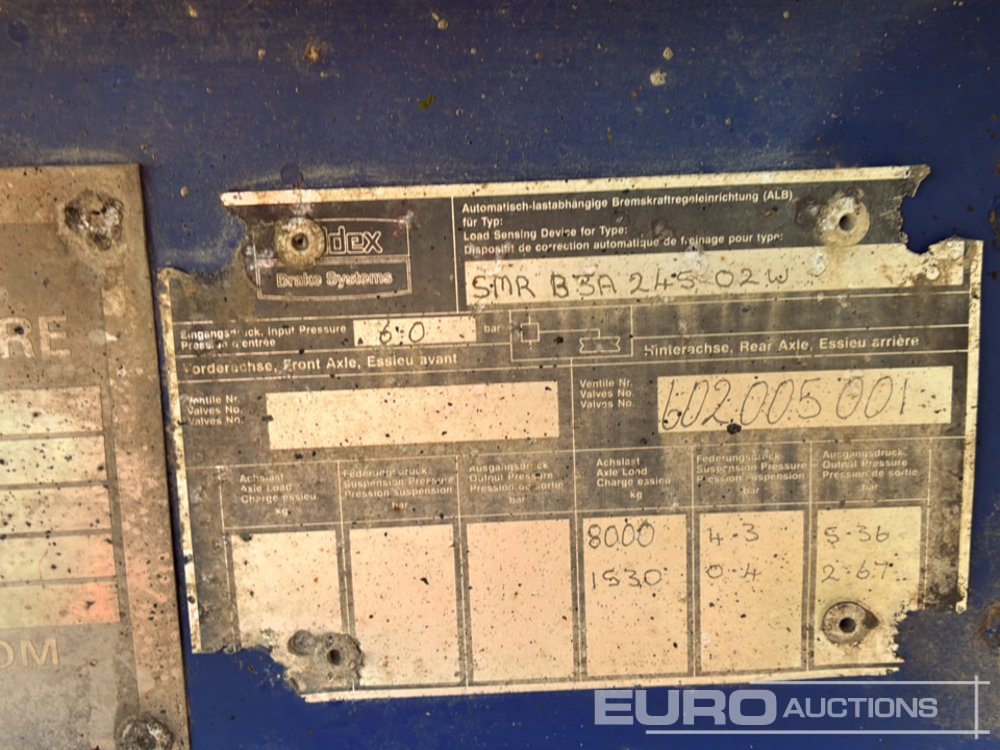 RE
OM
dex
Brake Systems
Automatisch-lastabhängige Bremskraftregeleinrichtung (ALB)
für Typ:
Load Sensing Device for Type:
Dispositif de correction automatique de freinage pour type:
SMR B3A 245 02W
Eingangsdruck, Input Pressure
Pression d'entrée
6.0
bar
Vorderachse, Front Axle, Essieu avant
Hinterachse, Rear Axle, Essieu arrière
Ventile Nr.
Valves No.
Valves No.
Ventile Nr.
Valves Nr.
Valves No.
602 005 001
Achslast
Axle Load
Charge essieu
kg
Federungsdruck
Suspension Pressure
Pression suspension
bar
Ausgangsdruck
Output Pressure
Pression de sortie
bar
Achslast
Axle Load
Charge essieu
kg
Federungsdruck
Suspension Pressure
Pression suspension
bar
Ausgangsdruck
Output Pressure
Pression de sortie
bar
8000 4.3 5.36
1530 0.4 2.67
EURO AUCTIONS